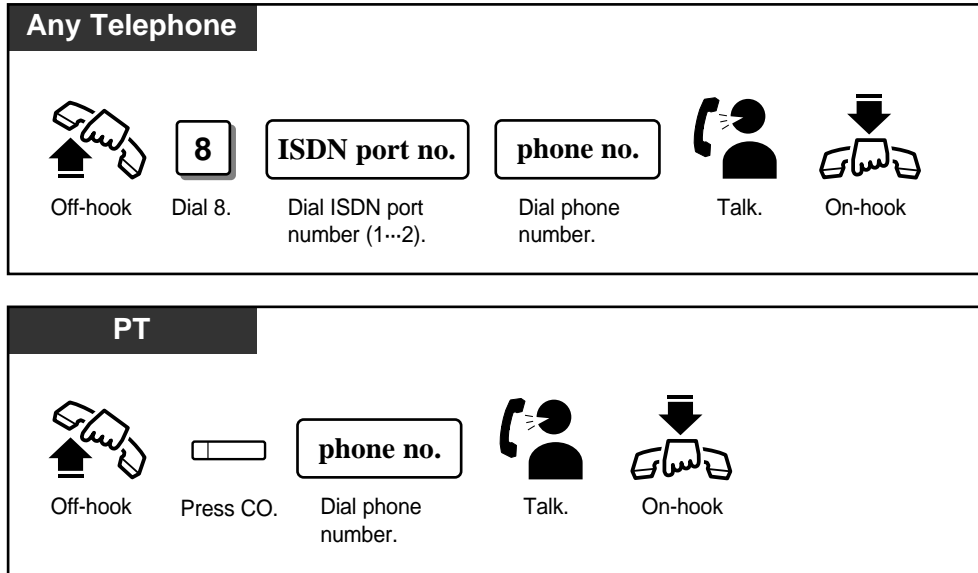 Any Telephone
8
ISDN port no.
phone no.
Off-hook
Dial 8.
Dial ISDN port
number (1···2).
Dial phone
number.
Talk.
On-hook
PT
phone no.
Off-hook
Press CO.
Dial phone
number.
Talk.
On-hook